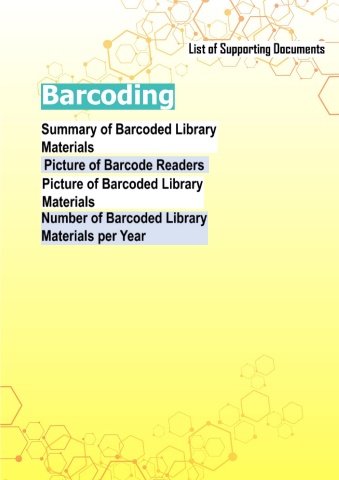 List of Supporting Documents
Barcoding
Summary of Barcoded Library
Materials
Picture of Barcode Readers
Picture of Barcoded Library
Materials
Number of Barcoded Library
Materials per Year